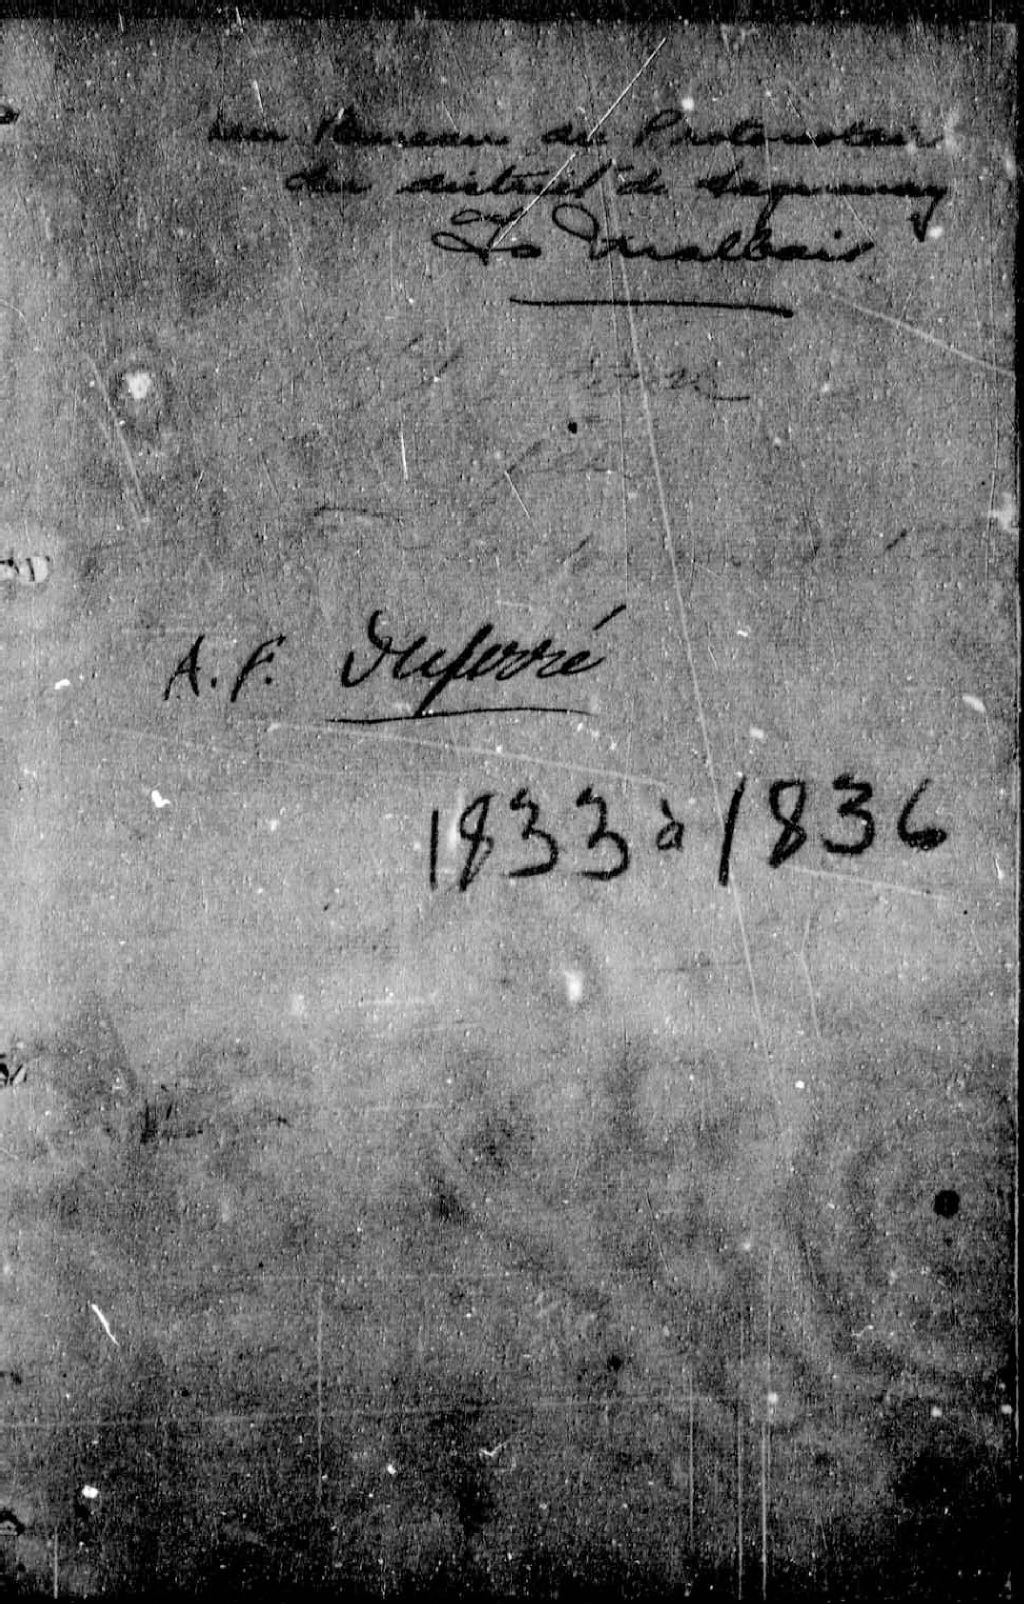 Au Bureau du Protonotaire
du district de Saguenay
La Malbaie
A. F. Duferré
1833 à 1836